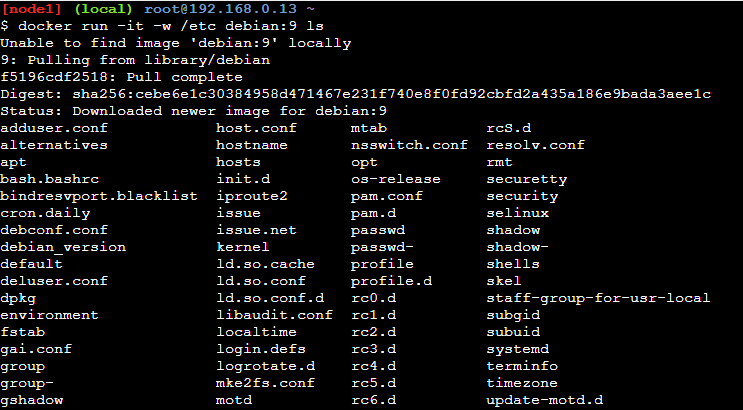 [node1] (local) root@192.168.0.13 ~
$ docker run -it -w /etc debian:9 ls
Unable to find image 'debian:9' locally
9: Pulling from library/debian
f5196cdf2518: Pull complete
Digest: sha256:cebe6e1c30384958d471467e231f740e8f0fd92cbfd2a435a186e9bada3aee1c
Status: Downloaded newer image for debian:9
adduser.conf host.conf mtab rcS.d
alternatives hostname nsswitch.conf resolv.conf
apt hosts opt rmt
bash.bashrc init.d os-release securetty
bindresvport.blacklist iproute2 pam.conf security
cron.daily issue pam.d selinux
debconf.conf issue.net passwd shadow
debian_version kernel passwd- shadow-
default ld.so.cache profile shells
deluser.conf ld.so.conf profile.d skel
dpkg ld.so.conf.d rc0.d staff-group-for-usr-local
environment libaudit.conf rc1.d subgid
fstab localtime rc2.d subuid
gai.conf login.defs rc3.d systemd
group logrotate.d rc4.d terminfo
group- mke2fs.conf rc5.d timezone
gshadow motd rc6.d update-motd.d